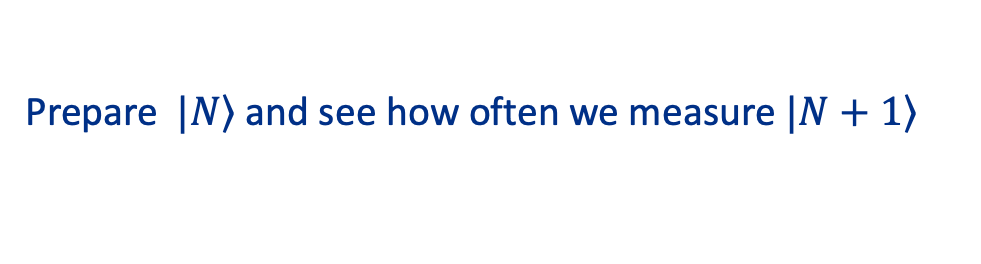 Prepare |N⟩ and see how often we measure |N + 1⟩